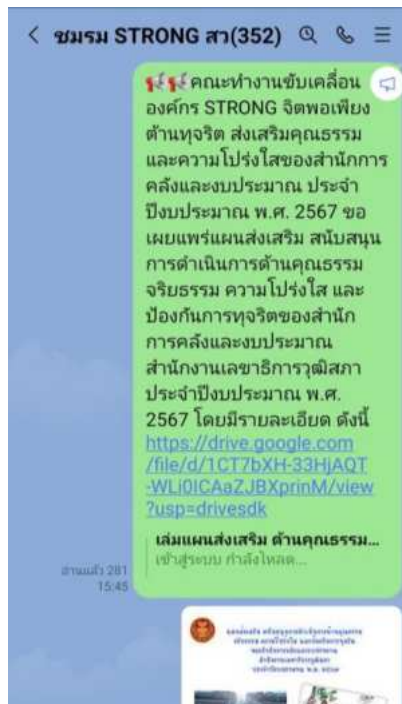 ชมรม STRONG สว(352)
📢📢คณะทำงานขับเคลื่อน
องค์กร STRONG จิตพอเพียง
ต้านทุจริต ส่งเสริมคุณธรรม
และความโปร่งใสของสำนักการ
คลังและงบประมาณ ประจำ
ปีงบประมาณ พ.ศ. 2567 ขอ
เผยแพร่แผนส่งเสริม สนับสนุน
การดำเนินการด้านคุณธรรม
จริยธรรม ความโปร่งใส และ
ป้องกันการทุจริตของสำนัก
การคลังและงบประมาณ
สำนักงานเลขาธิการวุฒิสภา
ประจำปีงบประมาณ พ.ศ.
2567 โดยมีรายละเอียด ดังนี้
https://drive.google.com
/file/d/1CT7bXH-33HjAQT
-WLi0ICAaZJBXprinM/view
?usp=drivesdk
เล่มแผนส่งเสริม ด้านคุณธรรม...
เข้าสู่ระบบ กำลังโหลด...
อ่านแล้ว 281
15:45